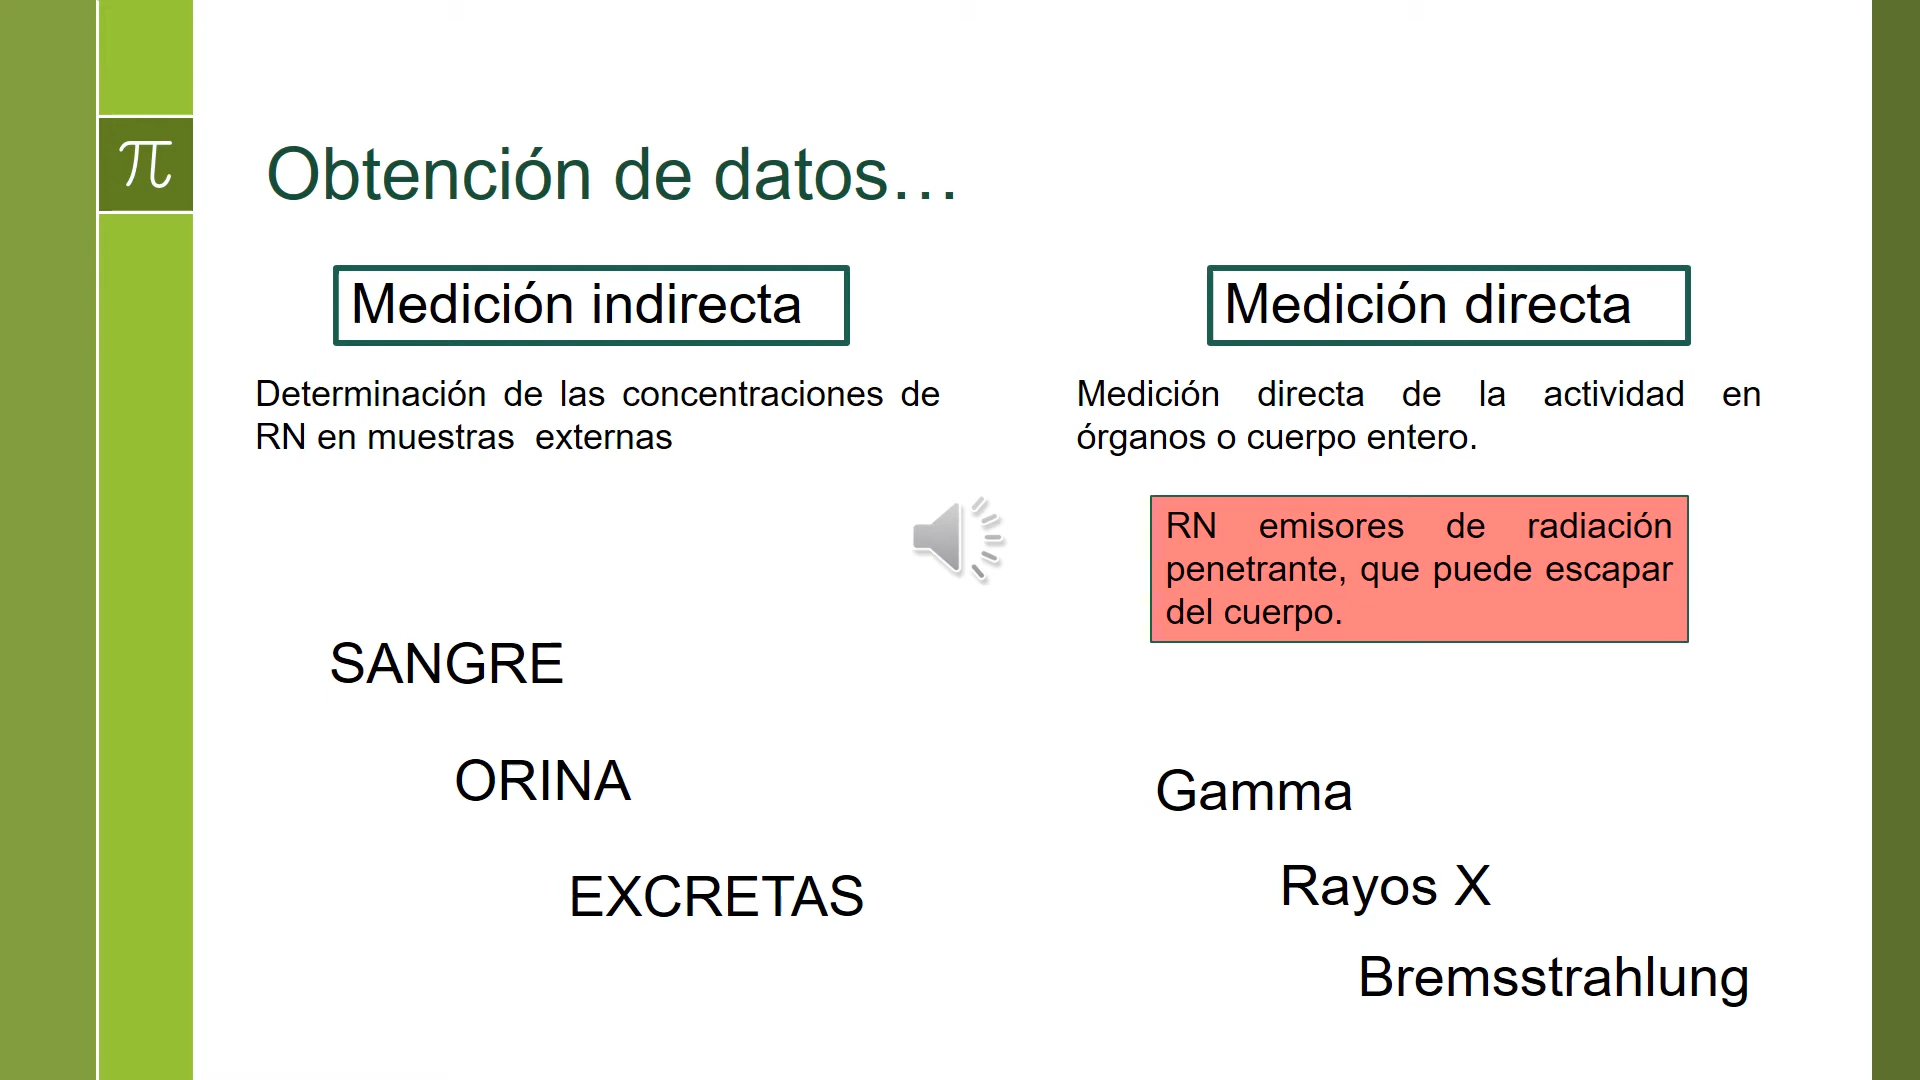 π
Obtención de datos…
Medición indirecta
Determinación de las concentraciones de
RN en muestras externas
SANGRE
ORINA
EXCRETAS
Medición directa
Medición directa de la actividad en
órganos o cuerpo entero.
RN emisores de radiación
penetrante, que puede escapar
del cuerpo.
Gamma
Rayos X
Bremsstrahlung